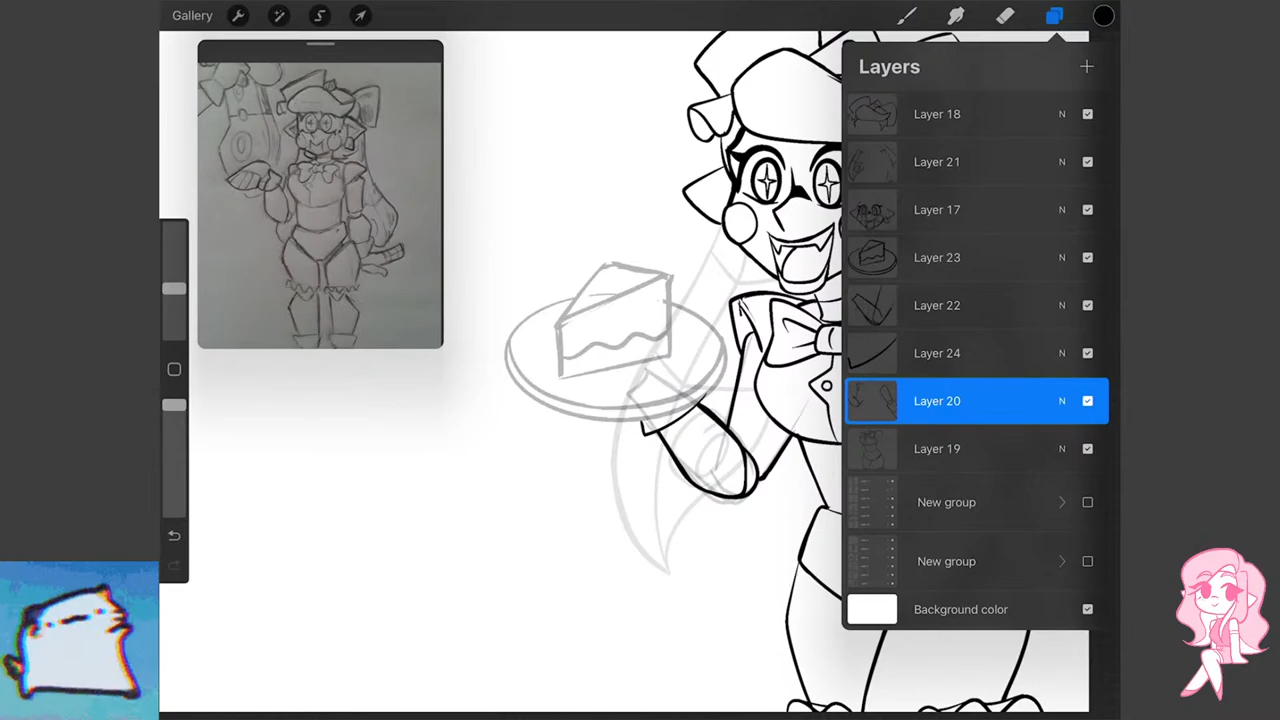 Gallery
Layers
Layer 18 N
Layer 21 N
Layer 17 N
Layer 23 N
Layer 22 N
Layer 24 N
Layer 20 N
Layer 19 N
New group
New group
Background color